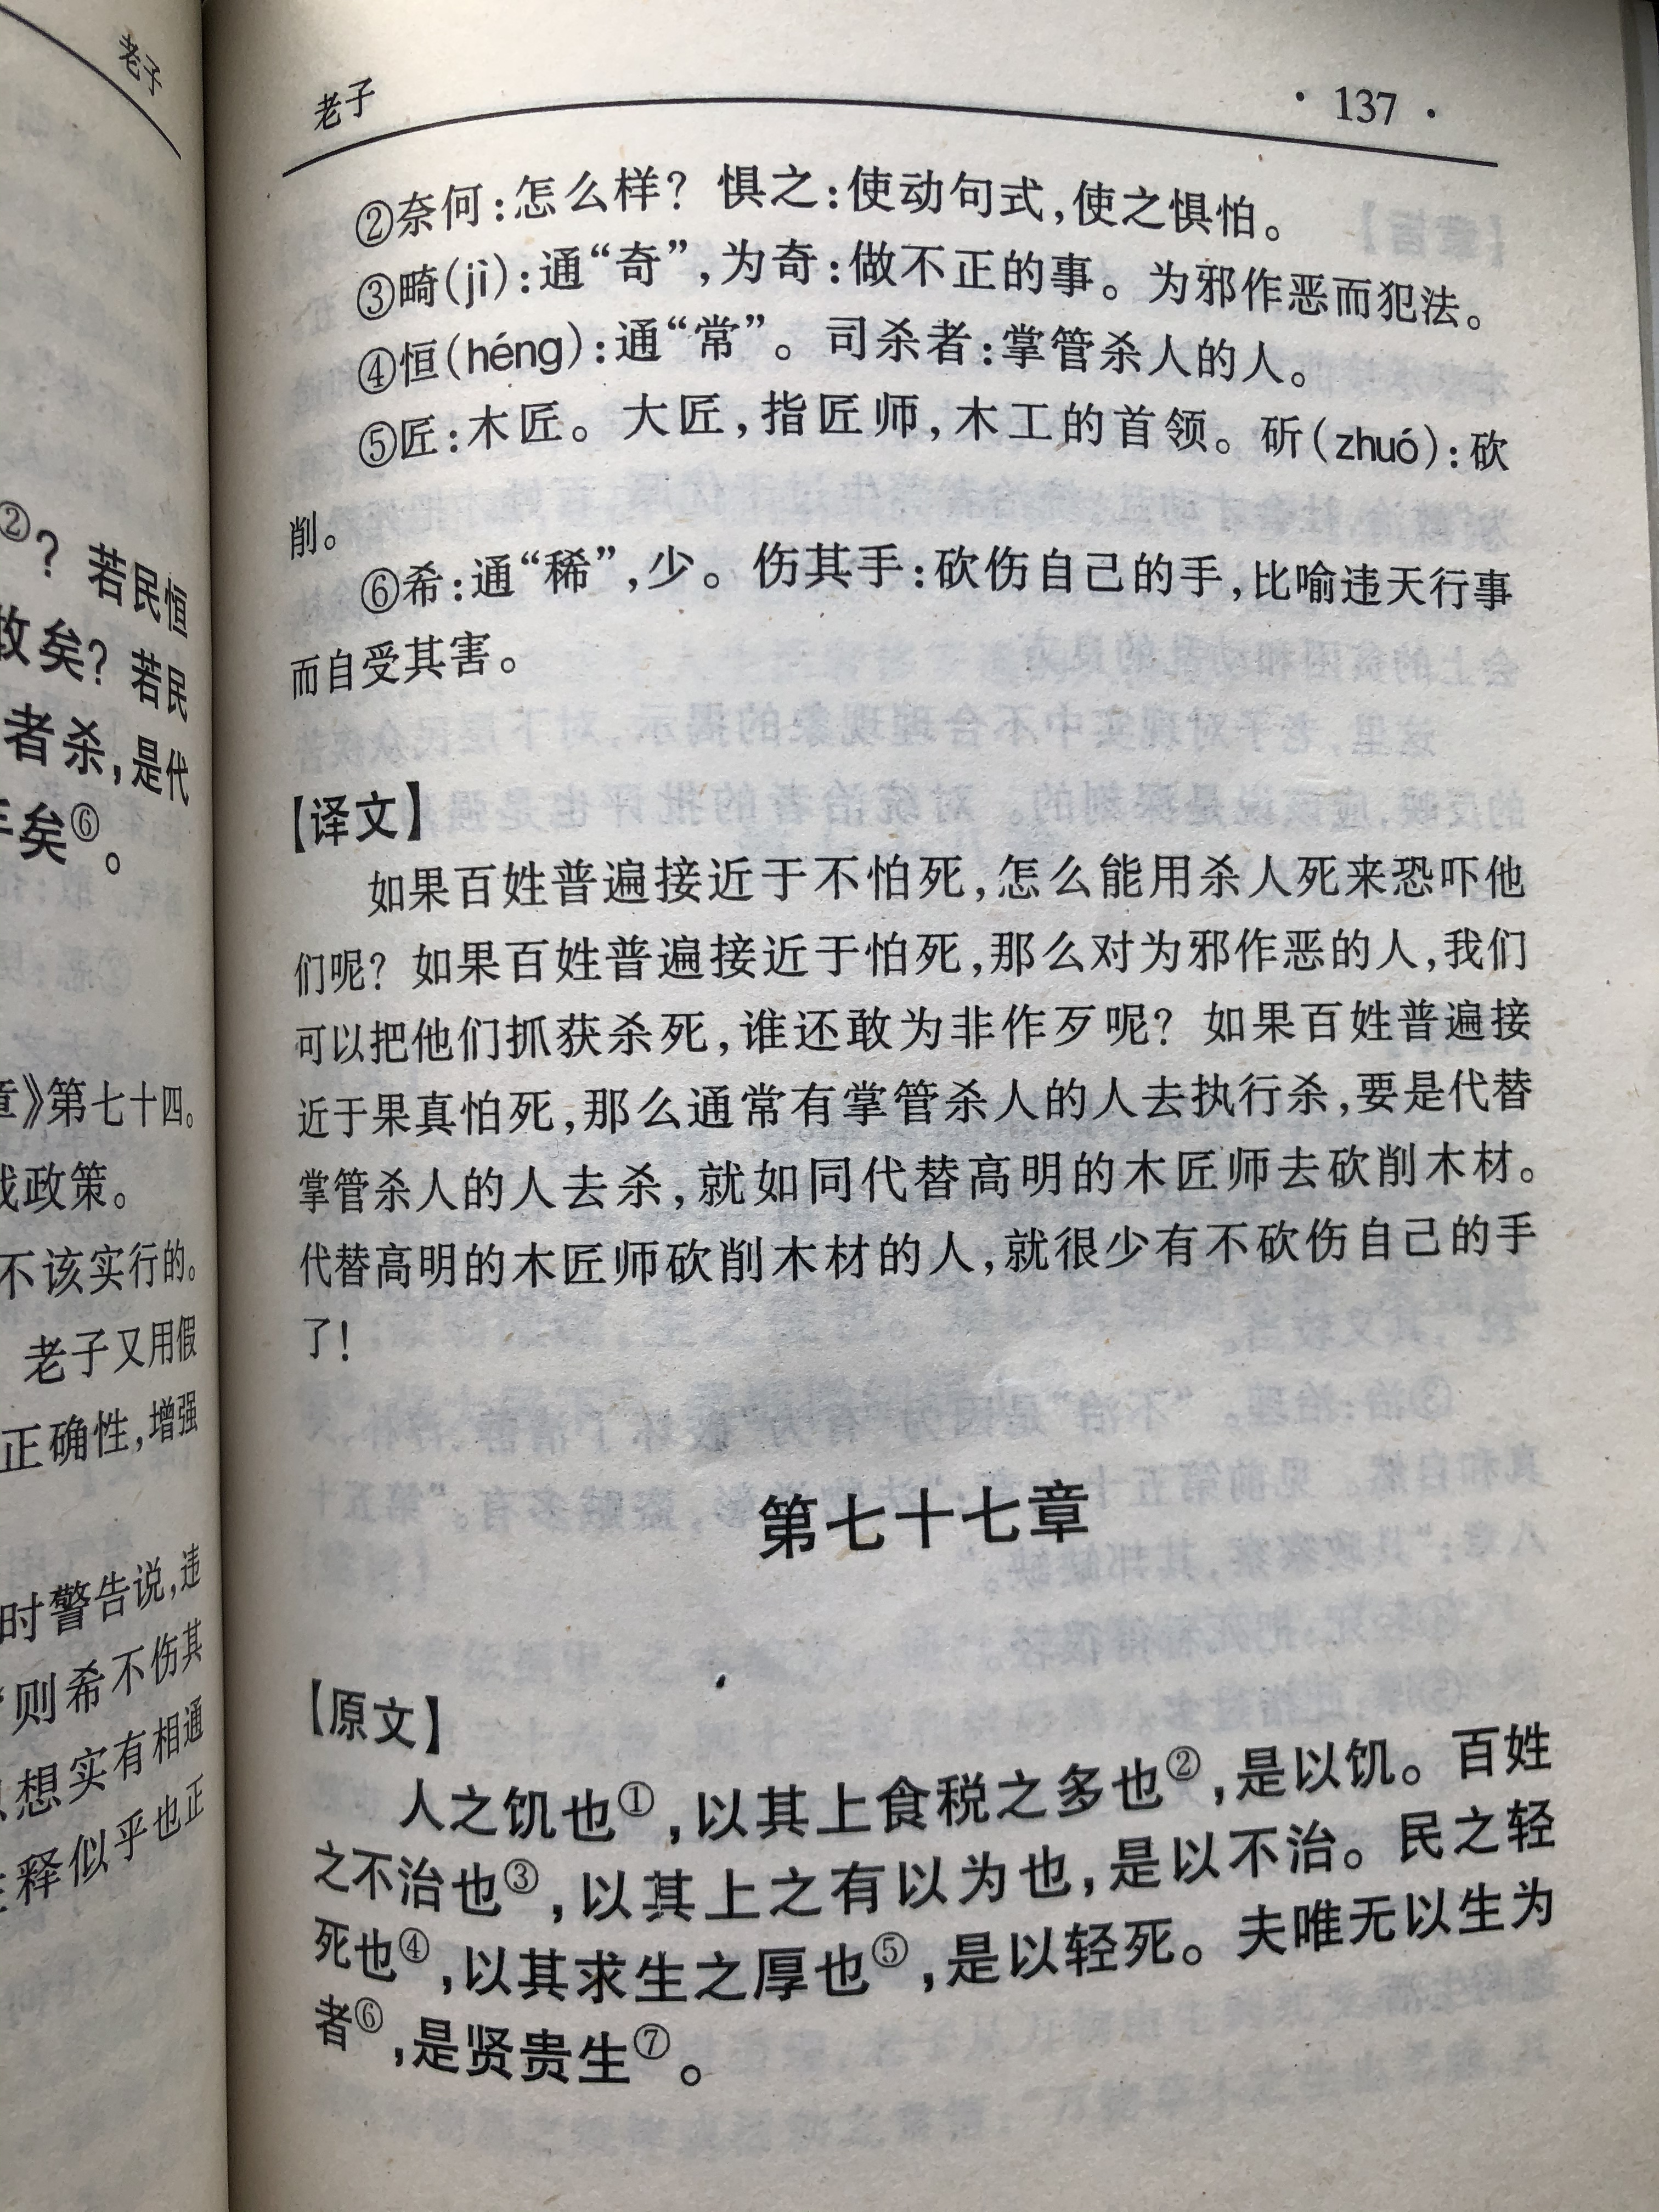 老子
②？若民恒
故矣？若民
者杀，是代
手矣⑥。
章》第七十四。
政策。
不该实行的。
老子又用假
正确性，增强
时警告说，违
则希不伤其
想实有相通
释似乎也正
老子
·137·
②奈何：怎么样？惧之：使动句式，使之惧怕。
③畸(jì)：通“奇”，为奇：做不正的事。为邪作恶而犯法。
④恒(héng)：通“常”。司杀者：掌管杀人的人。
⑤匠：木匠。大匠，指匠师，木工的首领。斫(zhuó)：砍
削。
⑥希：通“稀”，少。伤其手：砍伤自己的手，比喻违天行事
而自受其害。
【译文】
如果百姓普遍接近于不怕死，怎么能用杀人死来恐吓他
们呢？如果百姓普遍接近于怕死，那么对为邪作恶的人，我们
可以把他们抓获杀死，谁还敢为非作歹呢？如果百姓普遍接
近于果真怕死，那么通常有掌管杀人的人去执行杀，要是代替
掌管杀人的人去杀，就如同代替高明的木匠师去砍削木材。
代替高明的木匠师砍削木材的人，就很少有不砍伤自己的手
了！
第七十七章
【原文】
人之饥也①，以其上食税之多也②，是以饥。百姓
之不治也③，以其上之有以为也，是以不治。民之轻
死也④，以其求生之厚也⑤，是以轻死。夫唯无以生为
者⑥，是贤贵生⑦。